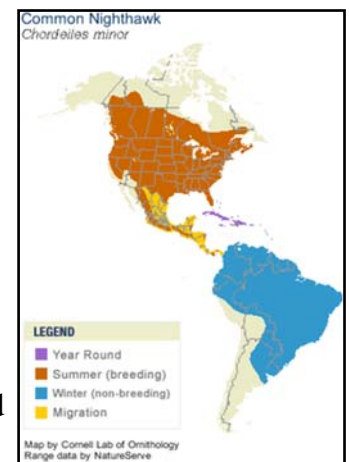 Common Nighthawk
Chordeiles minor
LEGEND
Year Round
Summer (breeding)
Winter (non-breeding)
Migration
Map by Cornell Lab of Ornithology
Range data by NatureServe